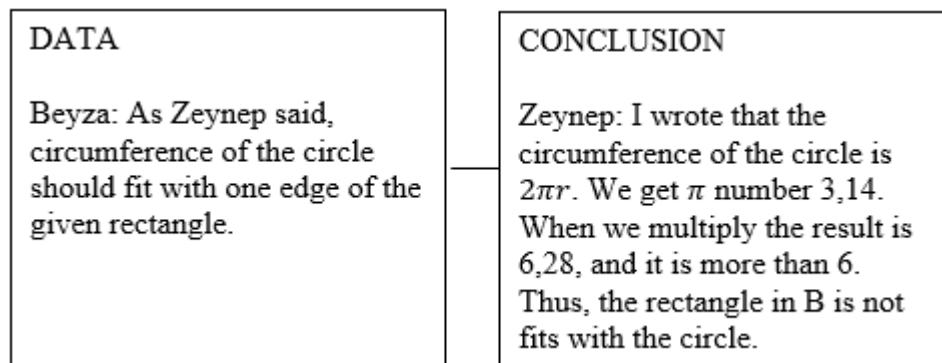 DATA
Beyza: As Zeynep said,
circumference of the circle
should fit with one edge of the
given rectangle.
CONCLUSION
Zeynep: I wrote that the
circumference of the circle is
2𝜋𝑟. We get 𝜋 number 3,14.
When we multiply the result is
6,28, and it is more than 6.
Thus, the rectangle in B is not
fits with the circle.